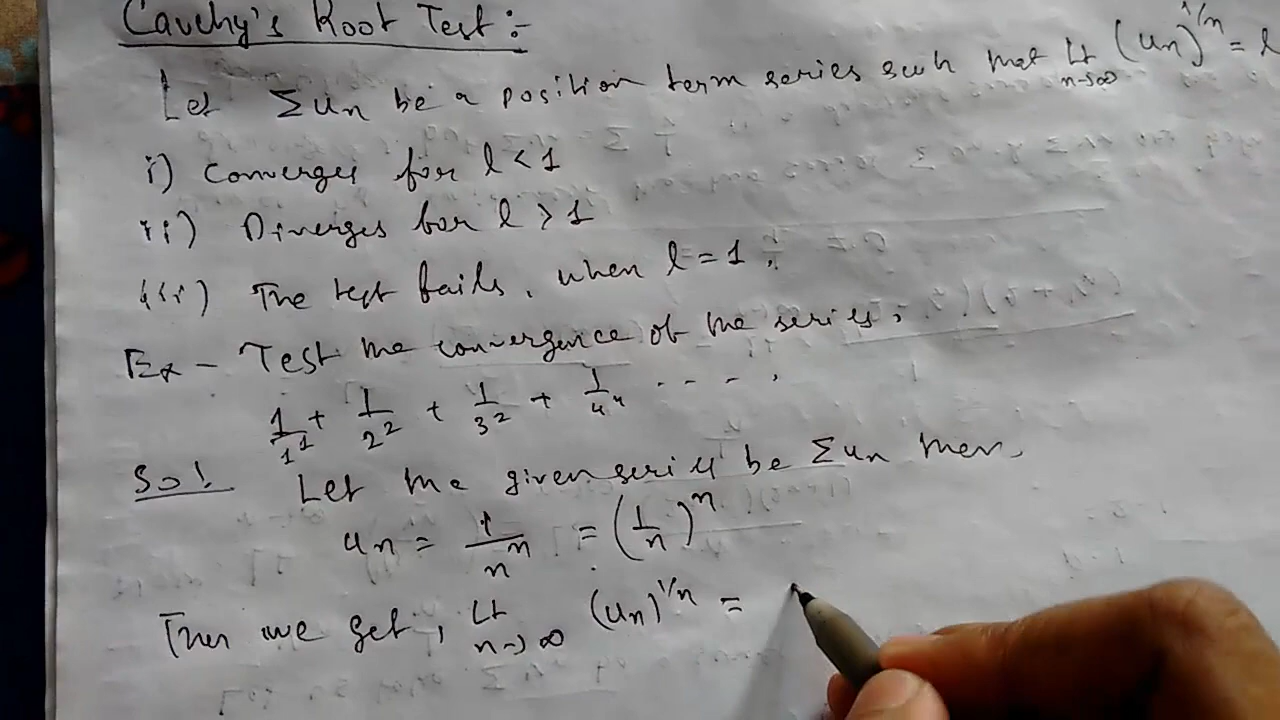 Cauchy's Root Test:-
Let Σun be a position term series such that Lt n→∞ (un)^1/n = l
i) Converges for l < 1
ii) Diverges for l > 1
iii) The test fails, when l = 1.
Ex - Test the convergence of the series,
1/1^1 + 1/2^2 + 1/3^2 + 1/4^4 ....,
Sol Let the given series be Σun then,
un = 1/n^n = (1/n)^n
Then we get, Lt n→∞ (un)^1/n =